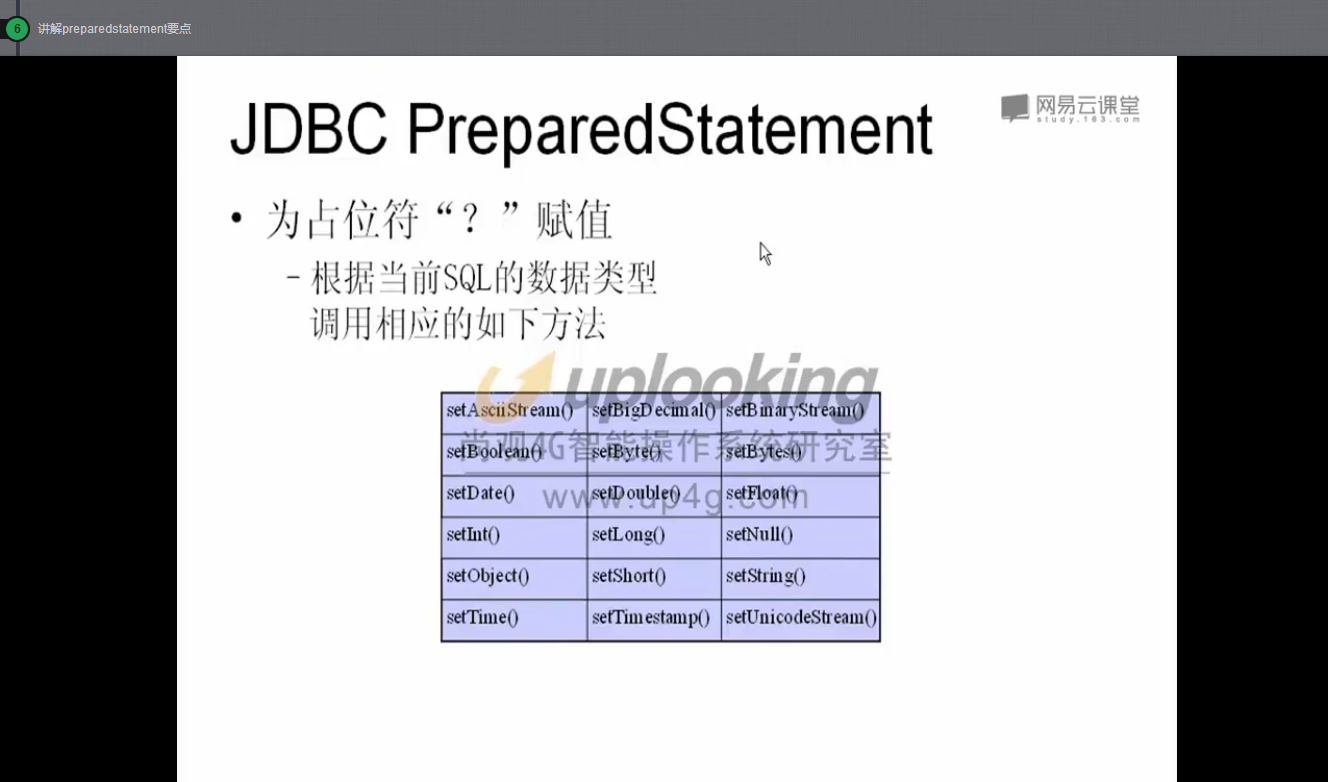 6 讲解preparedstatement要点
JDBC PreparedStatement
网易云课堂
study.163.com
• 为占位符“？”赋值
－根据当前SQL的数据类型
调用相应的如下方法
uplooking
setAsciiStream() setBigDecimal() setBinaryStream()
尚观4G智能操作系统研究室
setBoolean() setByte() setBytes()
setDate() setDouble() setFloat()
www.up4g.com
setInt() setLong() setNull()
setObject() setShort() setString()
setTime() setTimestamp() setUnicodeStream()